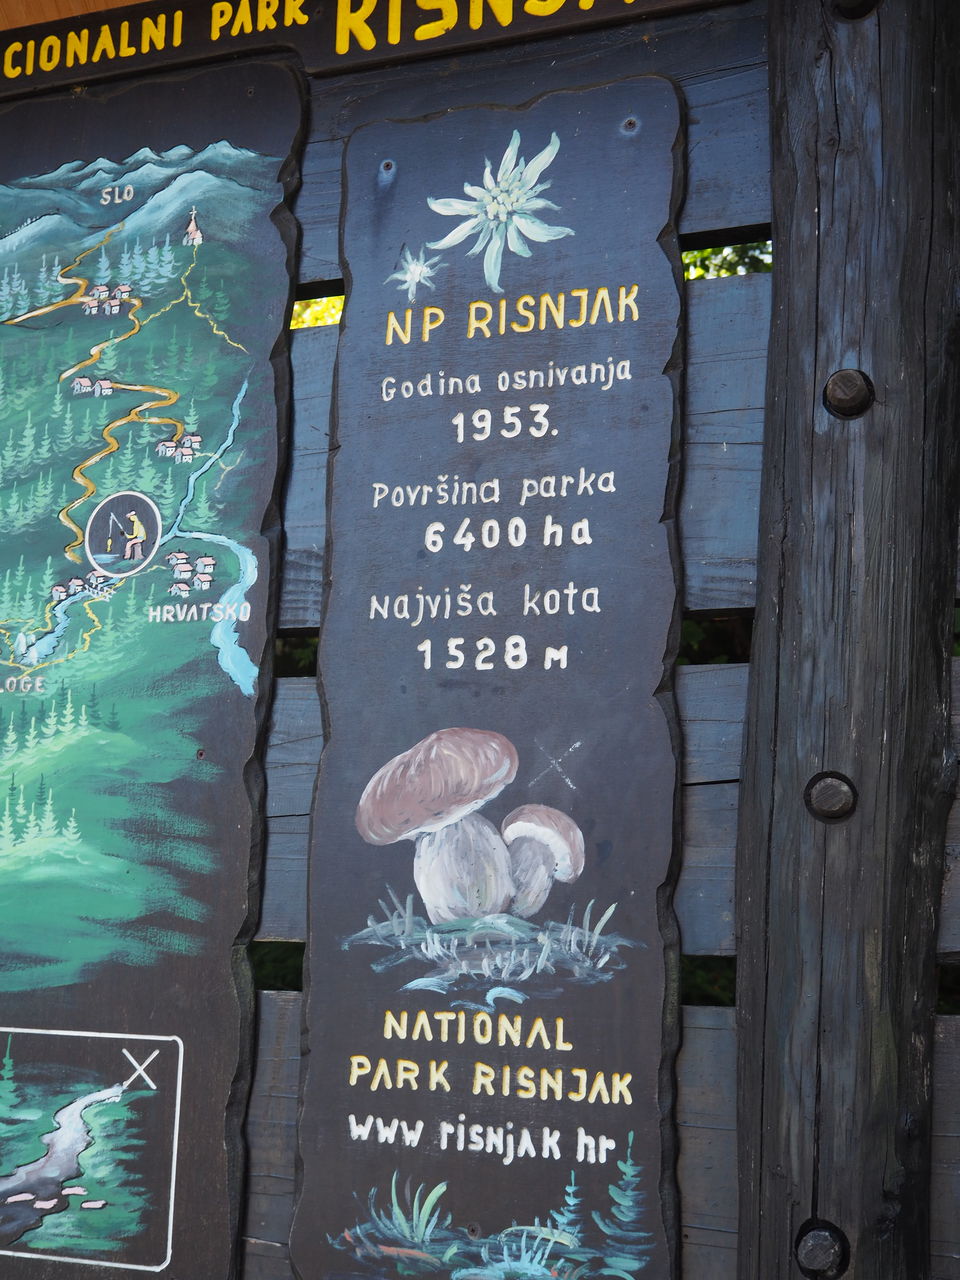 CIONALNI PARK RISNJA
SLO
HRVATSKO
LOGE
NP RISNJAK
Godina osnivanja
1953.
Površina parka
6400 ha
Najviša kota
1528 M
NATIONAL
PARK RISNJAK
www risnjak hr